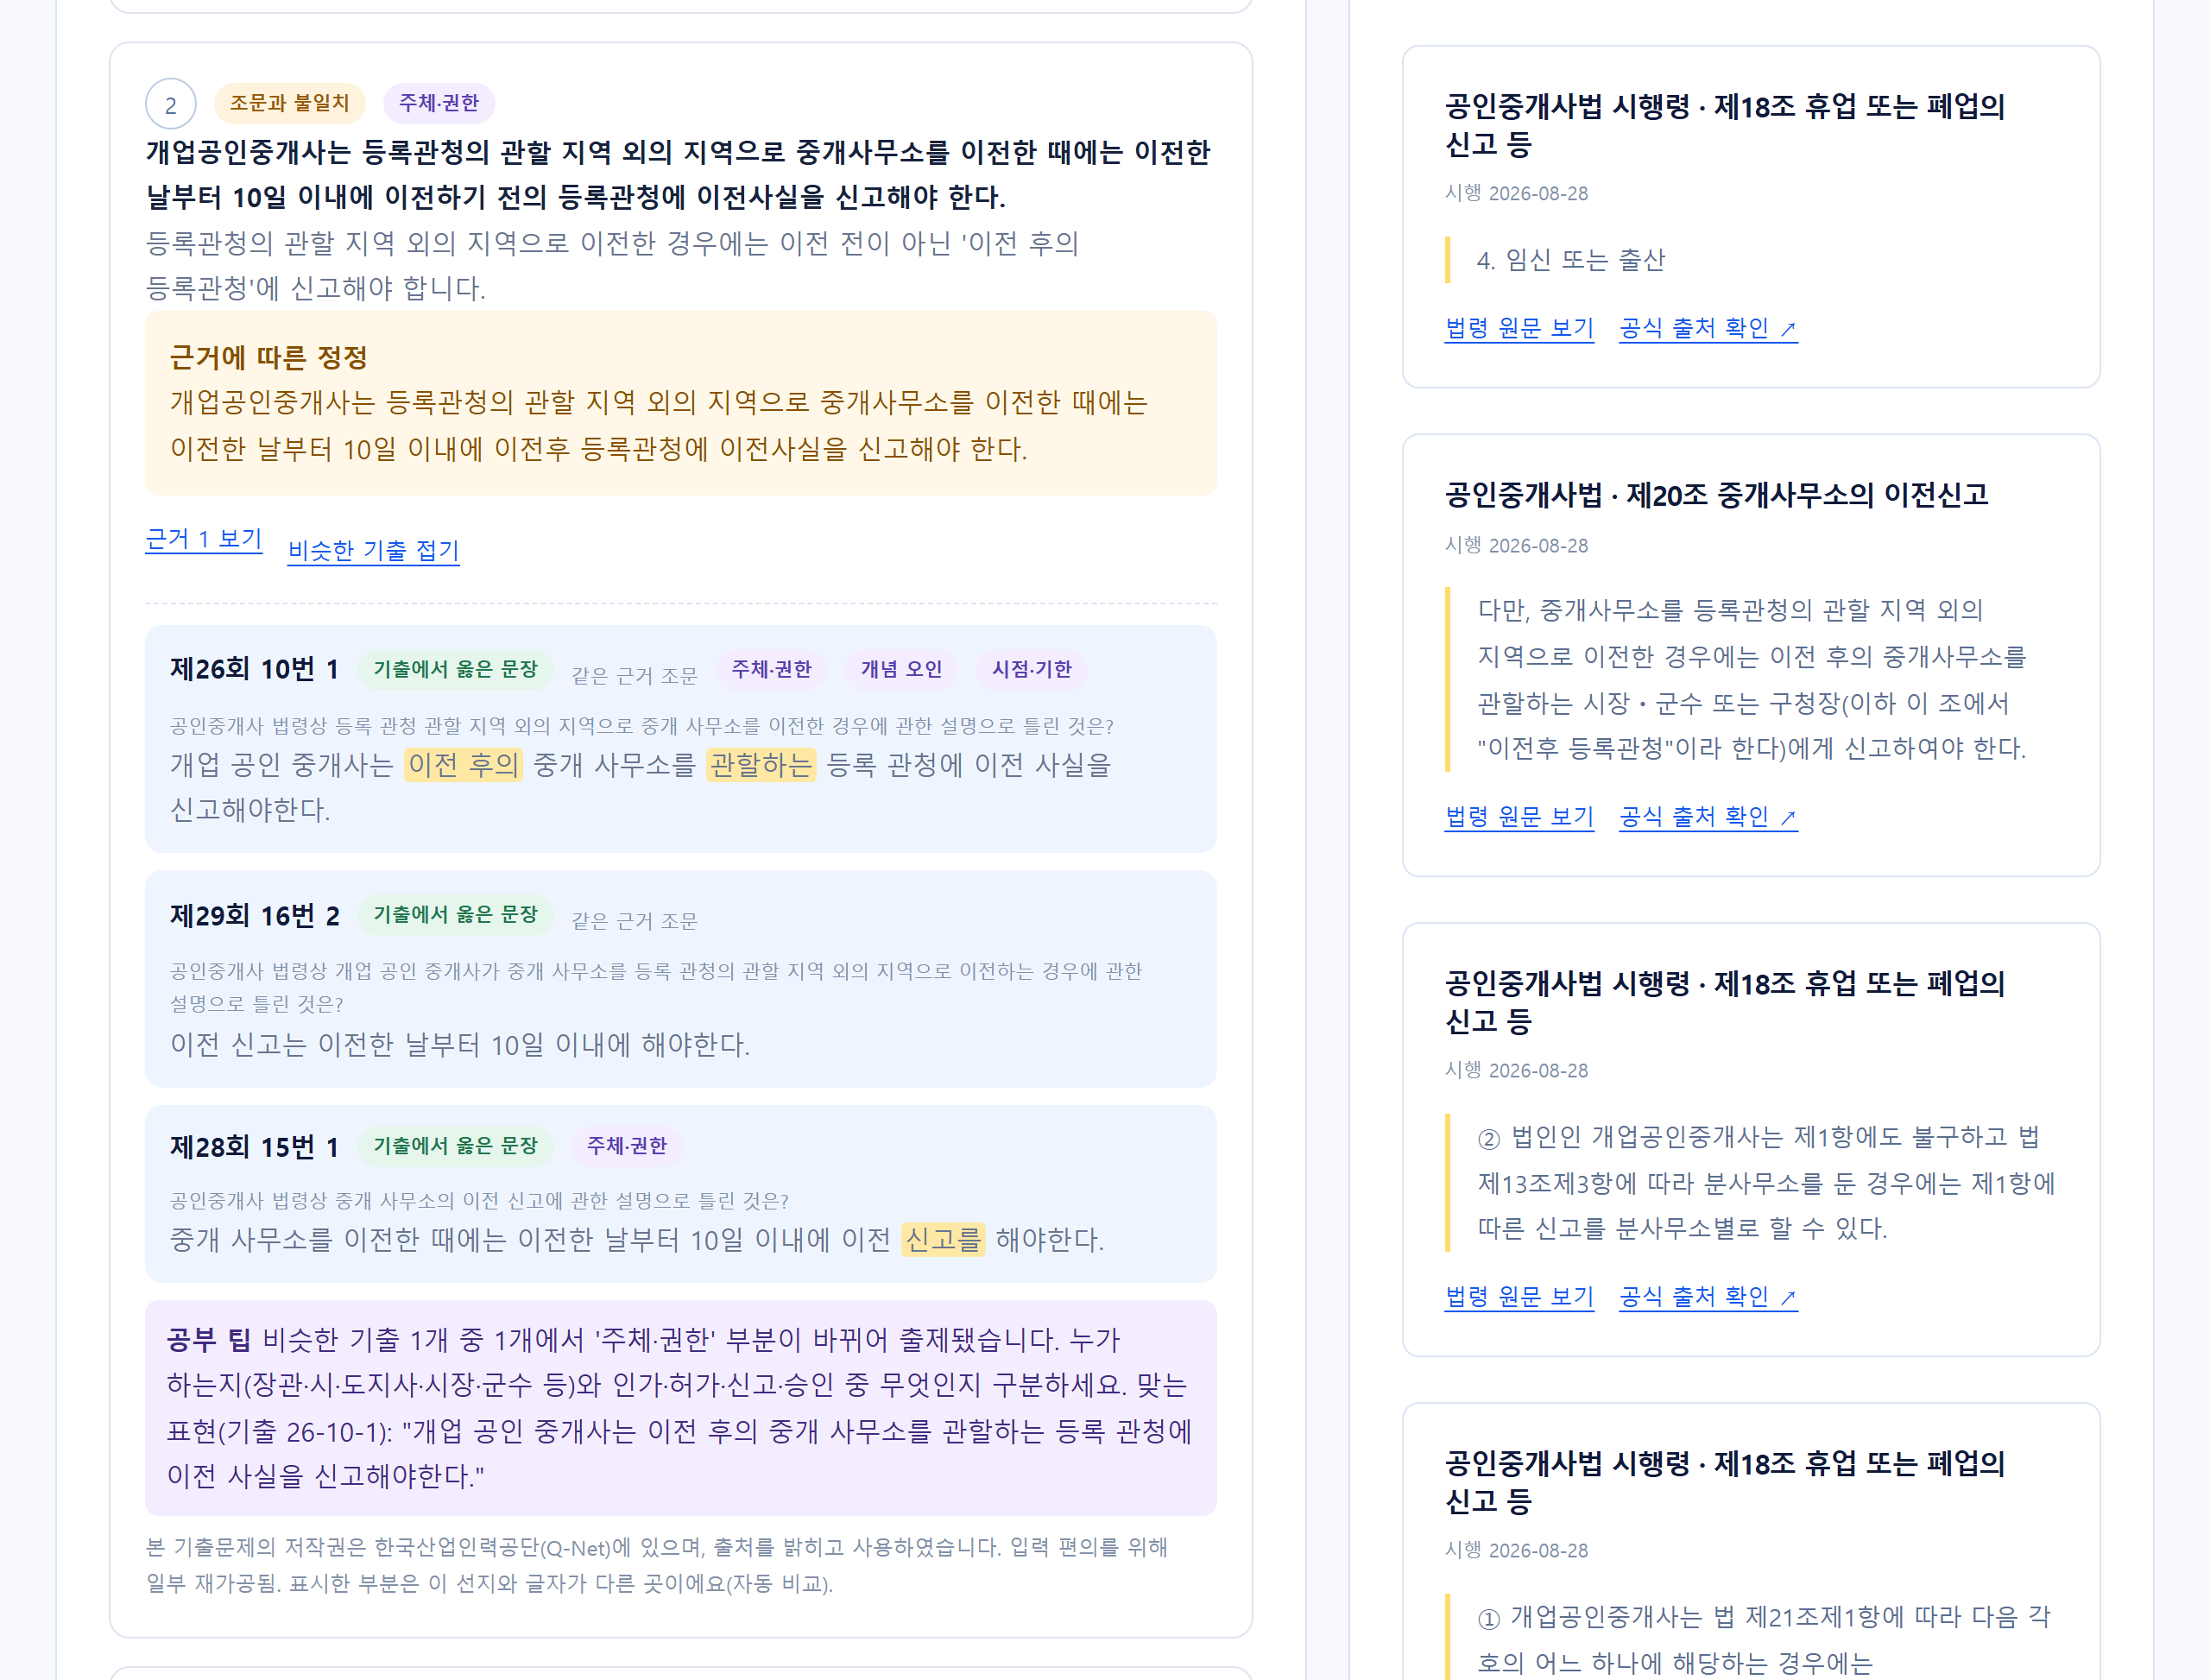 2 조문과 불일치 주체·권한
개업공인중개사는 등록관청의 관할 지역 외의 지역으로 중개사무소를 이전한 때에는 이전한
날부터 10일 이내에 이전하기 전의 등록관청에 이전사실을 신고해야 한다.
등록관청의 관할 지역 외의 지역으로 이전한 경우에는 이전 전이 아닌 '이전 후의
등록관청'에 신고해야 합니다.
근거에 따른 정정
개업공인중개사는 등록관청의 관할 지역 외의 지역으로 중개사무소를 이전한 때에는
이전한 날부터 10일 이내에 이전후 등록관청에 이전사실을 신고해야 한다.
근거 1 보기 비슷한 기출 접기
제26회 10번 1 기출에서 옳은 문장 같은 근거 조문 주체·권한 개념 오인 시점·기한
공인중개사 법령상 등록 관청 관할 지역 외의 지역으로 중개 사무소를 이전한 경우에 관한 설명으로 틀린 것은?
개업 공인 중개사는 이전 후의 중개 사무소를 관할하는 등록 관청에 이전 사실을
신고해야한다.
제29회 16번 2 기출에서 옳은 문장 같은 근거 조문
공인중개사 법령상 개업 공인 중개사가 중개 사무소를 등록 관청의 관할 지역 외의 지역으로 이전하는 경우에 관한
설명으로 틀린 것은?
이전 신고는 이전한 날부터 10일 이내에 해야한다.
제28회 15번 1 기출에서 옳은 문장 주체·권한
공인중개사 법령상 중개 사무소의 이전 신고에 관한 설명으로 틀린 것은?
중개 사무소를 이전한 때에는 이전한 날부터 10일 이내에 이전 신고를 해야한다.
공부 팁 비슷한 기출 1개 중 1개에서 '주체·권한' 부분이 바뀌어 출제됐습니다. 누가
하는지(장관·시·도지사·시장·군수 등)와 인가·허가·신고·승인 중 무엇인지 구분하세요. 맞는
표현(기출 26-10-1): "개업 공인 중개사는 이전 후의 중개 사무소를 관할하는 등록 관청에
이전 사실을 신고해야한다."
본 기출문제의 저작권은 한국산업인력공단(Q-Net)에 있으며, 출처를 밝히고 사용하였습니다. 입력 편의를 위해
일부 재가공됨. 표시한 부분은 이 선지와 글자가 다른 곳이에요(자동 비교).
공인중개사법 시행령 · 제18조 휴업 또는 폐업의
신고 등
시행 2026-08-28
4. 임신 또는 출산
법령 원문 보기 공식 출처 확인 ↗
공인중개사법 · 제20조 중개사무소의 이전신고
시행 2026-08-28
다만, 중개사무소를 등록관청의 관할 지역 외의
지역으로 이전한 경우에는 이전 후의 중개사무소를
관할하는 시장・군수 또는 구청장(이하 이 조에서
"이전후 등록관청"이라 한다)에게 신고하여야 한다.
법령 원문 보기 공식 출처 확인 ↗
공인중개사법 시행령 · 제18조 휴업 또는 폐업의
신고 등
시행 2026-08-28
② 법인인 개업공인중개사는 제1항에도 불구하고 법
제13조제3항에 따라 분사무소를 둔 경우에는 제1항에
따른 신고를 분사무소별로 할 수 있다.
법령 원문 보기 공식 출처 확인 ↗
공인중개사법 시행령 · 제18조 휴업 또는 폐업의
신고 등
시행 2026-08-28
① 개업공인중개사는 법 제21조제1항에 따라 다음 각
호의 어느 하나에 해당하는 경우에는